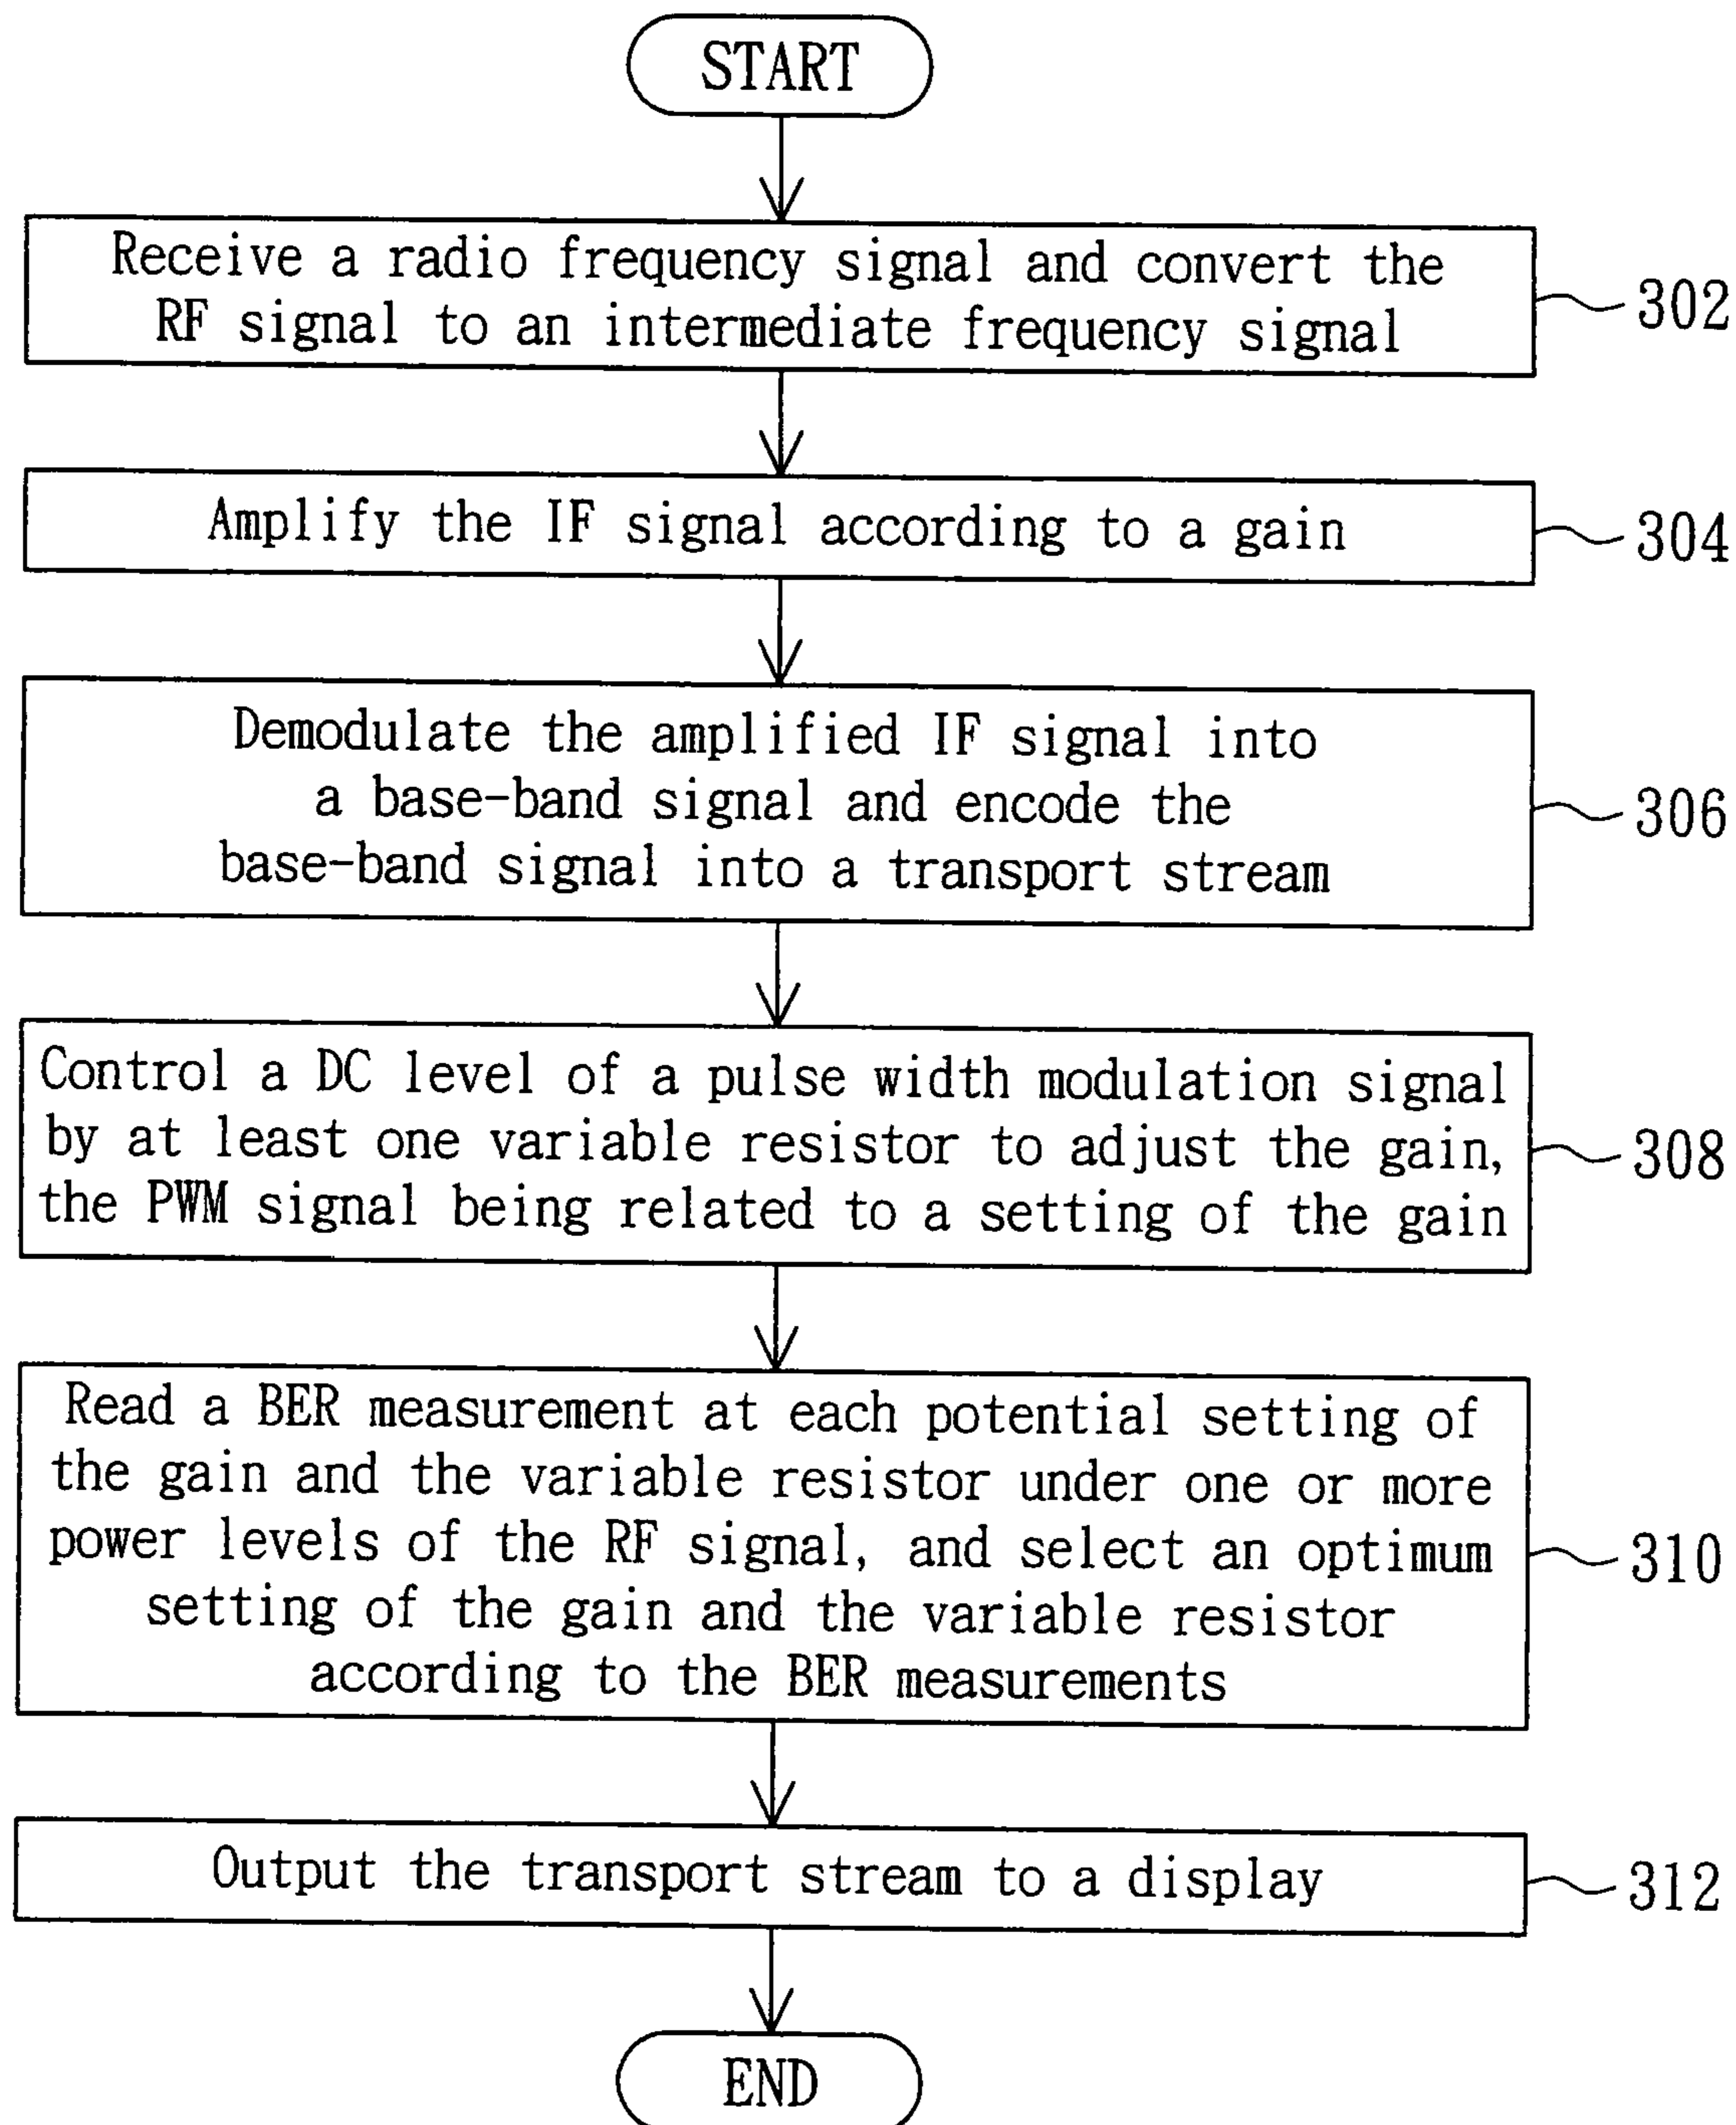 START
Receive a radio frequency signal and convert the
RF signal to an intermediate frequency signal
302
Amplify the IF signal according to a gain
304
Demodulate the amplified IF signal into
a base-band signal and encode the
base-band signal into a transport stream
306
Control a DC level of a pulse width modulation signal
by at least one variable resistor to adjust the gain,
the PWM signal being related to a setting of the gain
308
Read a BER measurement at each potential setting of
the gain and the variable resistor under one or more
power levels of the RF signal, and select an optimum
setting of the gain and the variable resistor
according to the BER measurements
310
Output the transport stream to a display
312
END